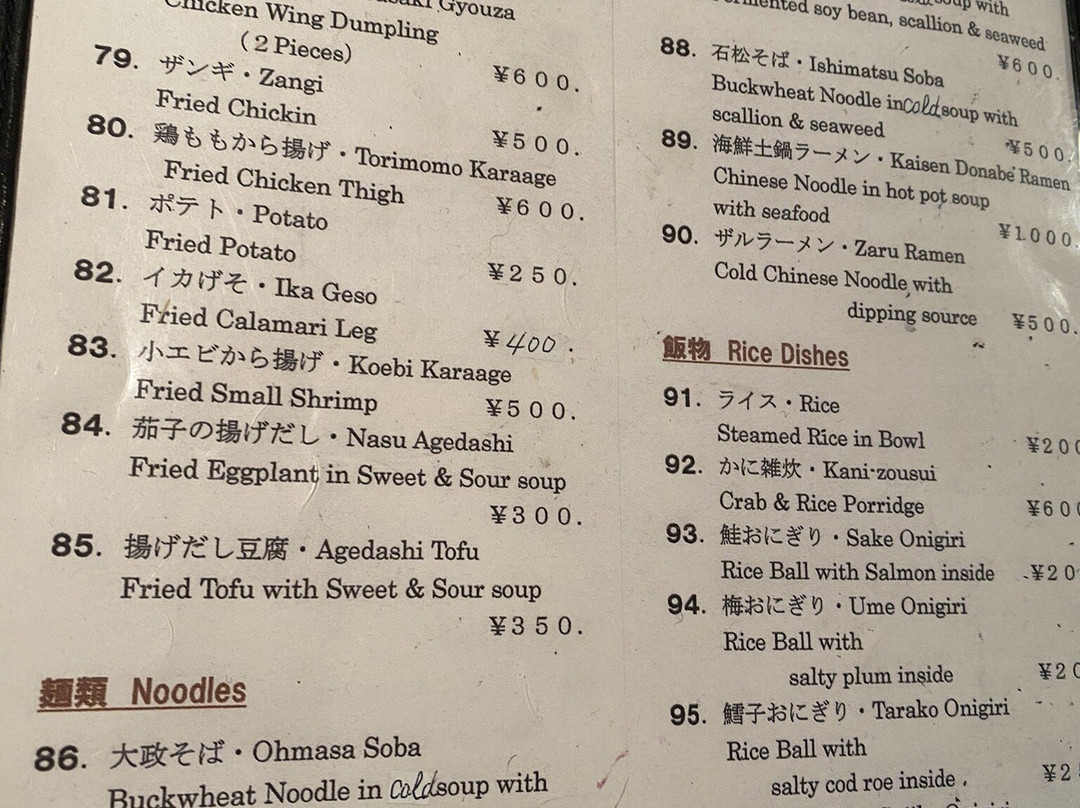 Gyouza
Chicken Wing Dumpling
(2 Pieces)
¥600.
79. ザンギ・Zangi
Fried Chickin
¥500.
80. 鶏ももから揚げ・Torimomo Karaage
Fried Chicken Thigh
¥600.
81. ポテト・Potato
Fried Potato
¥250.
82. イカげそ・Ika Geso
Fried Calamari Leg
¥400.
83. 小エビから揚げ・Koebi Karaage
Fried Small Shrimp
¥500.
84. 茄子の揚げだし・Nasu Agedashi
Fried Eggplant in Sweet & Sour soup
¥300.
85. 揚げだし豆腐・Agedashi Tofu
Fried Tofu with Sweet & Sour soup
¥350.
麺類 Noodles
86. 大政そば・Ohmasa Soba
Buckwheat Noodle in cold soup with
soup with
soy bean, scallion & seaweed
¥600.
88. 石松そば・Ishimatsu Soba
Buckwheat Noodle in cold soup with
scallion & seaweed
¥500.
89. 海鮮土鍋ラーメン・Kaisen Donabe Ramen
Chinese Noodle in hot pot soup
with seafood
¥1000.
90. ザルラーメン・Zaru Ramen
Cold Chinese Noodle with
dipping source
¥500.
飯物 Rice Dishes
91. ライス・Rice
Steamed Rice in Bowl
¥200
92. かに雑炊・Kani-zousui
Crab & Rice Porridge
¥60
93. 鮭おにぎり・Sake Onigiri
Rice Ball with Salmon inside
¥20
94. 梅おにぎり・Ume Onigiri
Rice Ball with
salty plum inside
¥2
95. 鱈子おにぎり・Tarako Onigiri
Rice Ball with
salty cod roe inside.
¥2